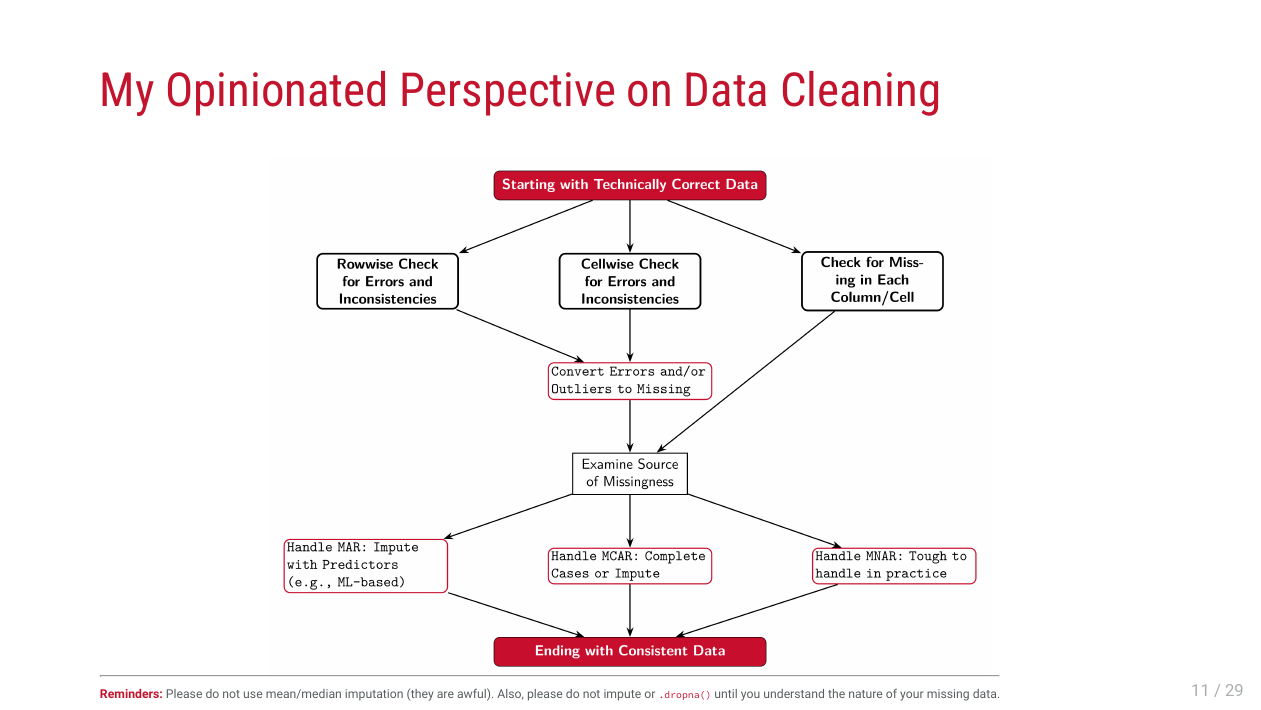 My Opinionated Perspective on Data Cleaning
Starting with Technically Correct Data
Rowwise Check
for Errors and
Inconsistencies
Cellwise Check
for Errors and
Inconsistencies
Check for Miss-
ing in Each
Column/Cell
Convert Errors and/or
Outliers to Missing
Examine Source
of Missingness
Handle MAR: Impute
with Predictors
(e.g., ML-based)
Handle MCAR: Complete
Cases or Impute
Handle MNAR: Tough to
handle in practice
Ending with Consistent Data
Reminders: Please do not use mean/median imputation (they are awful). Also, please do not impute or .dropna() until you understand the nature of your missing data.
11 / 29